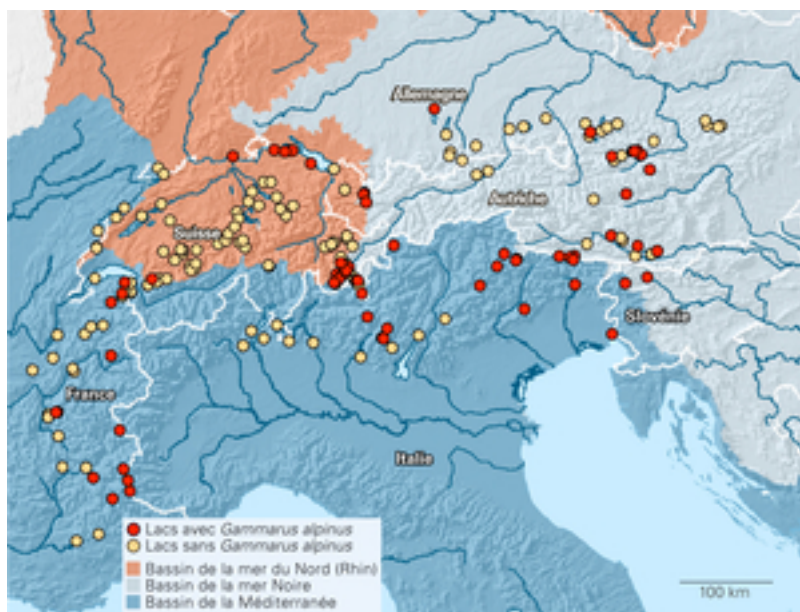 Allemagne
Autriche
Suisse
Slovénie
France
Italie
Lacs avec Gammarus alpinus
Lacs sans Gammarus alpinus
Bassin de la mer du Nord (Rhin)
Bassin de la mer Noire
Bassin de la Méditerranée
100 km